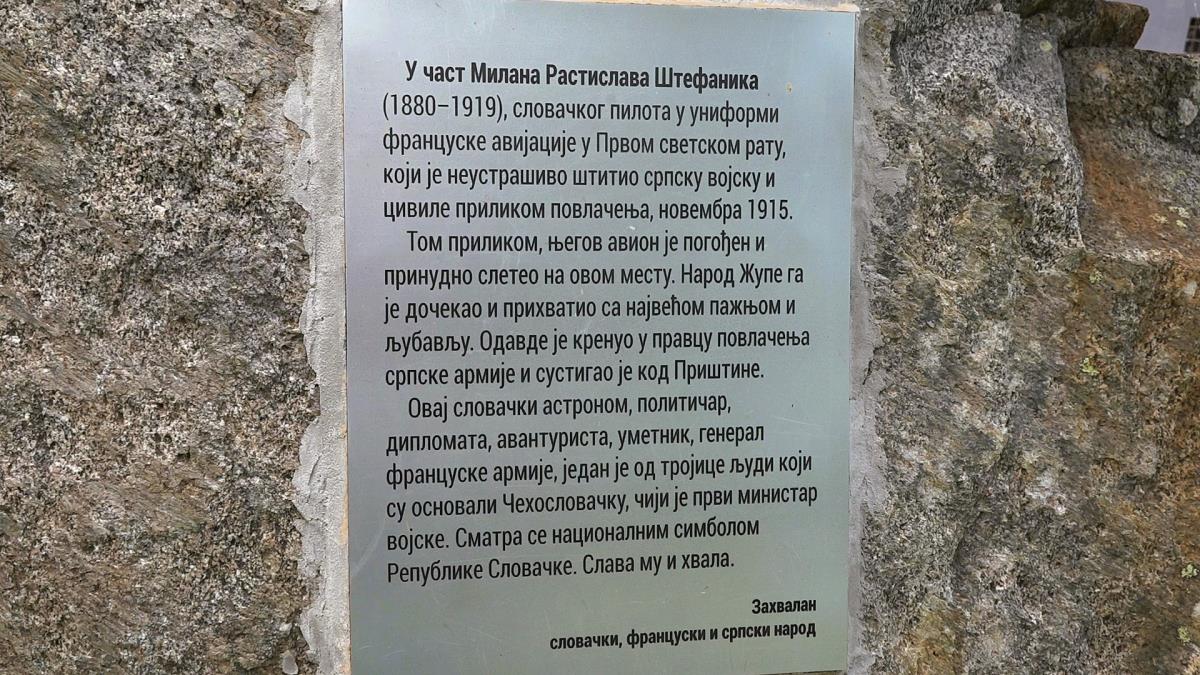 У част Милана Растислава Штефаника
(1880–1919), словачког пилота у униформи
француске авијације у Првом светском рату,
који је неустрашиво штитио српску војску и
цивиле приликом повлачења, новембра 1915.
Том приликом, његов авион је погођен и
принудно слетео на овом месту. Народ Жупе га
је дочекао и прихватио са највећом пажњом и
љубављу. Одавде је кренуо у правцу повлачења
српске армије и сустигао је код Приштине.
Овај словачки астроном, политичар,
дипломата, авантуриста, уметник, генерал
француске армије, један је од тројице људи који
су основали Чехословачку, чији је први министар
војске. Сматра се националним симболом
Републике Словачке. Слава му и хвала.
Захвалан
словачки, француски и српски народ